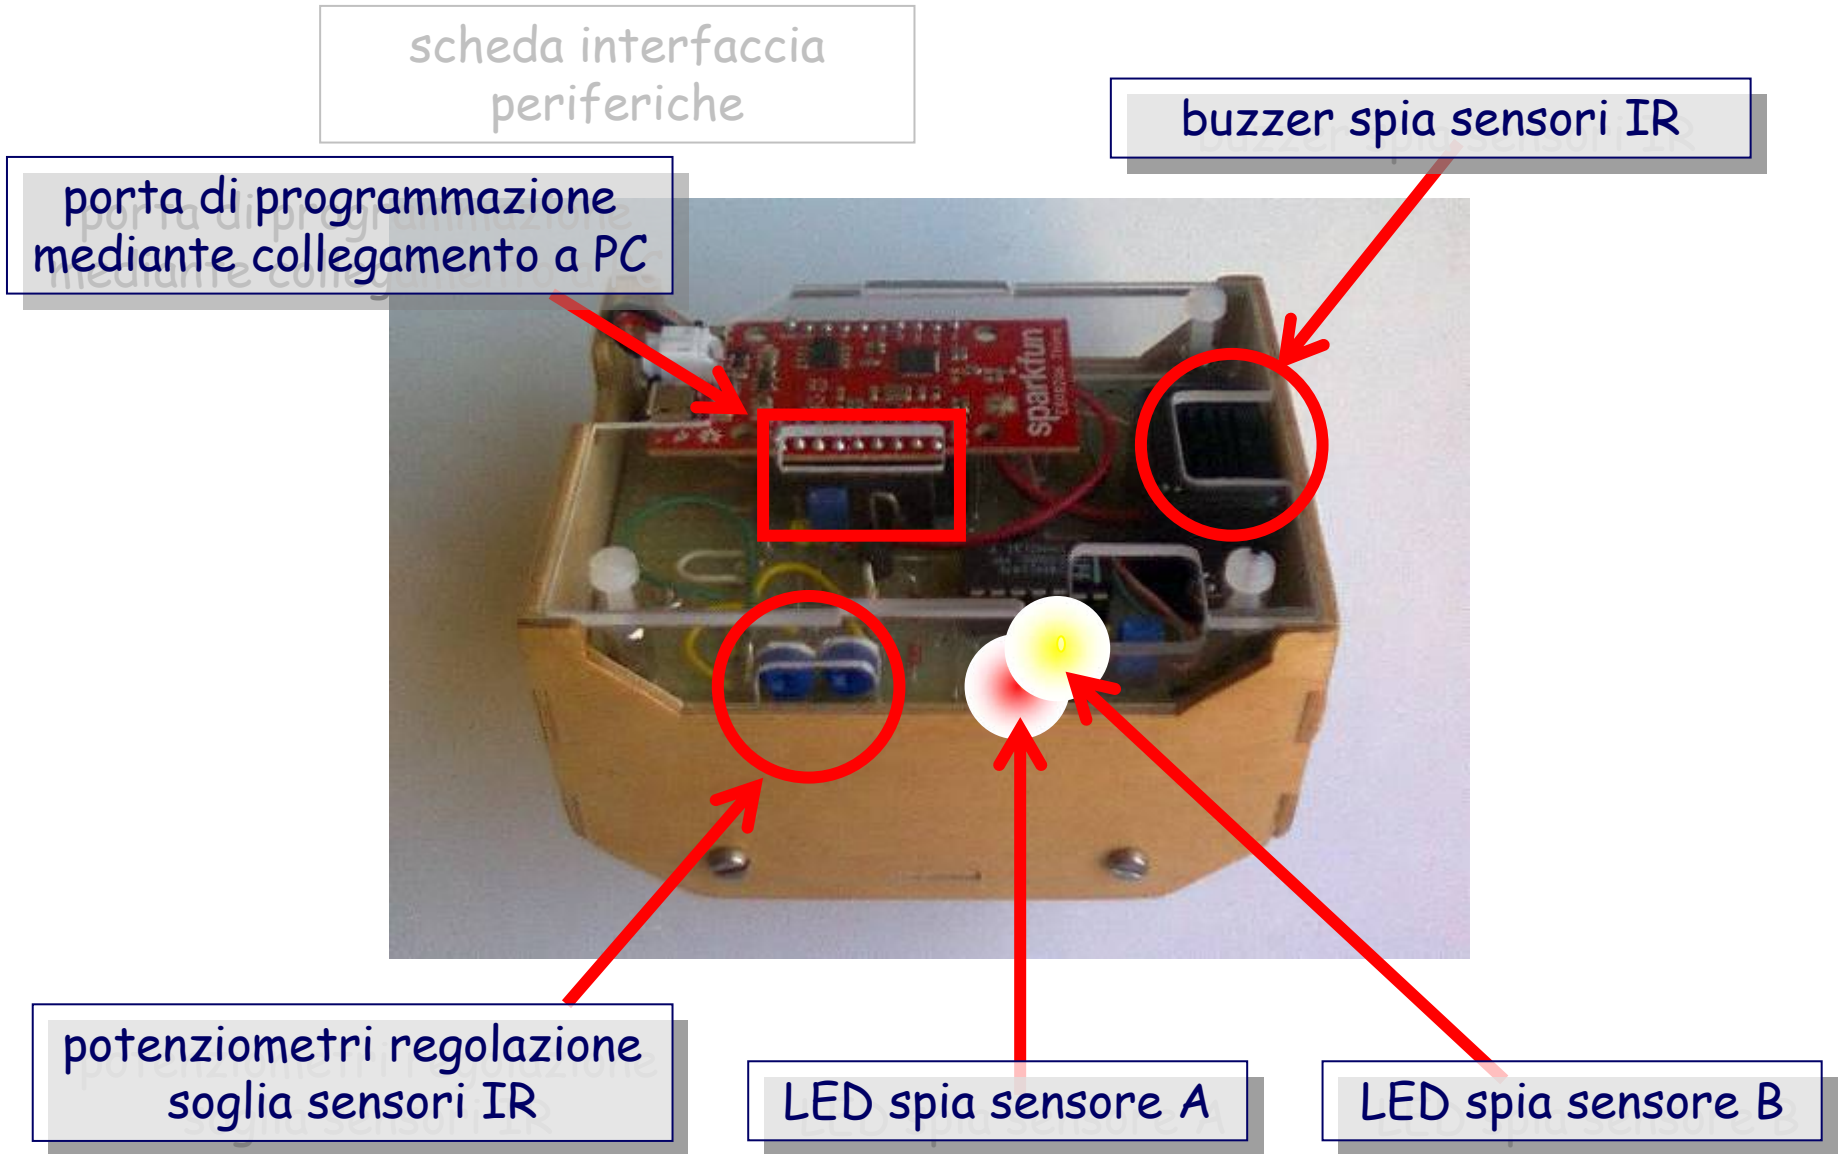 scheda interfaccia
periferiche
buzzer spia sensori IR
porta di programmazione
mediante collegamento a PC
sparkfun
potenziometri regolazione
soglia sensori IR
LED spia sensore A
LED spia sensore B